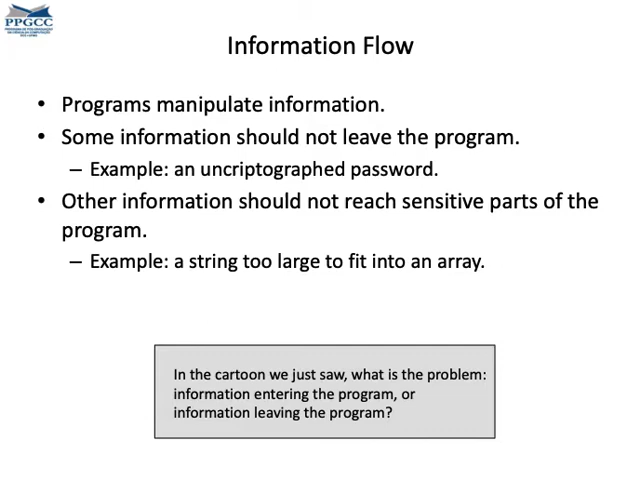 PPGCC
Information Flow
• Programs manipulate information.
• Some information should not leave the program.
– Example: an uncriptographed password.
• Other information should not reach sensitive parts of the
program.
– Example: a string too large to fit into an array.
In the cartoon we just saw, what is the problem:
information entering the program, or
information leaving the program?